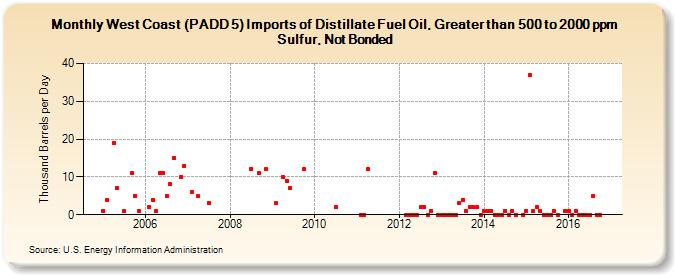 Monthly West Coast (PADD 5) Imports of Distillate Fuel Oil, Greater than 500 to 2000 ppm
Sulfur, Not Bonded
Thousand Barrels per Day
40
30
20
10
0
2006
2008
2010
2012
2014
2016
Source: U.S. Energy Information Administration